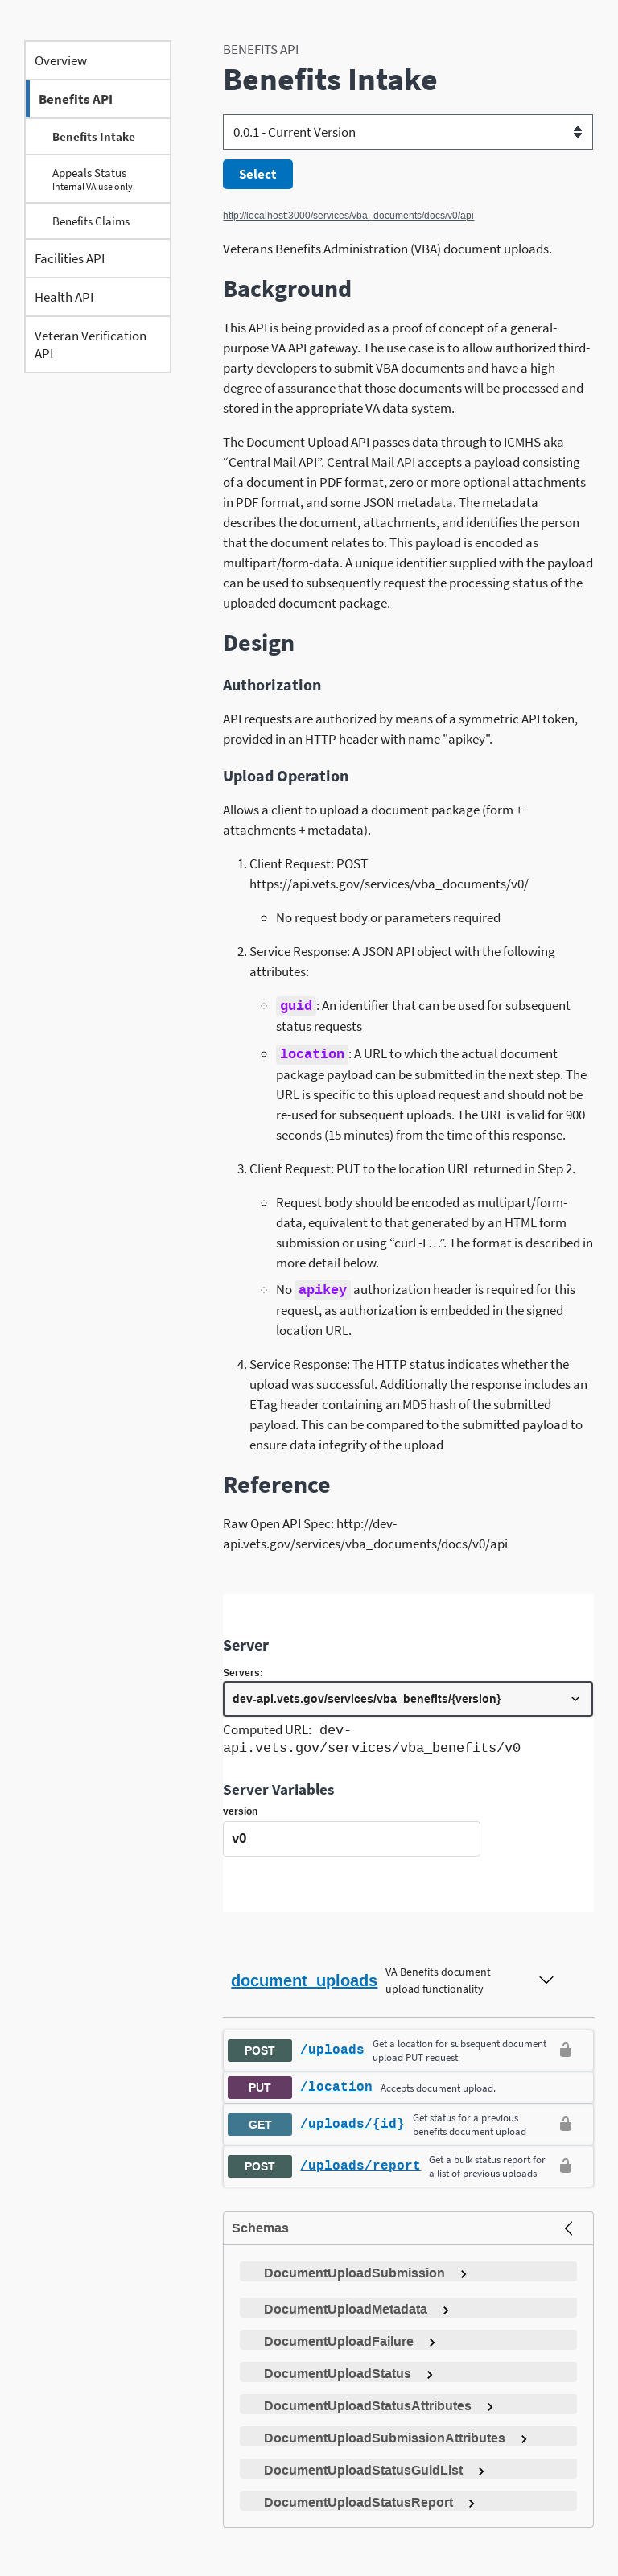 Overview
Benefits API
Benefits Intake
Appeals Status
Internal VA use only.
Benefits Claims
Facilities API
Health API
Veteran Verification
API
BENEFITS API
Benefits Intake
0.0.1 - Current Version
Select
http://localhost:3000/services/vba_documents/docs/v0/api
Veterans Benefits Administration (VBA) document uploads.
Background
This API is being provided as a proof of concept of a general-
purpose VA API gateway. The use case is to allow authorized third-
party developers to submit VBA documents and have a high
degree of assurance that those documents will be processed and
stored in the appropriate VA data system.
The Document Upload API passes data through to ICMHS aka
“Central Mail API”. Central Mail API accepts a payload consisting
of a document in PDF format, zero or more optional attachments
in PDF format, and some JSON metadata. The metadata
describes the document, attachments, and identifies the person
that the document relates to. This payload is encoded as
multipart/form-data. A unique identifier supplied with the payload
can be used to subsequently request the processing status of the
uploaded document package.
Design
Authorization
API requests are authorized by means of a symmetric API token,
provided in an HTTP header with name "apikey".
Upload Operation
Allows a client to upload a document package (form +
attachments + metadata).
1. Client Request: POST
https://api.vets.gov/services/vba_documents/v0/
◦ No request body or parameters required
2. Service Response: A JSON API object with the following
attributes:
◦ guid: An identifier that can be used for subsequent
status requests
◦ location: A URL to which the actual document
package payload can be submitted in the next step. The
URL is specific to this upload request and should not be
re-used for subsequent uploads. The URL is valid for 900
seconds (15 minutes) from the time of this response.
3. Client Request: PUT to the location URL returned in Step 2.
◦ Request body should be encoded as multipart/form-
data, equivalent to that generated by an HTML form
submission or using “curl -F…”. The format is described in
more detail below.
◦ No apikey authorization header is required for this
request, as authorization is embedded in the signed
location URL.
4. Service Response: The HTTP status indicates whether the
upload was successful. Additionally the response includes an
ETag header containing an MD5 hash of the submitted
payload. This can be compared to the submitted payload to
ensure data integrity of the upload
Reference
Raw Open API Spec: http://dev-
api.vets.gov/services/vba_documents/docs/v0/api
Server
Servers:
dev-api.vets.gov/services/vba_benefits/{version}
Computed URL: dev-
api.vets.gov/services/vba_benefits/v0
Server Variables
version
v0
document_uploads VA Benefits document
upload functionality
POST /uploads Get a location for subsequent document
upload PUT request
PUT /location Accepts document upload.
GET /uploads/{id} Get status for a previous
benefits document upload
POST /uploads/report Get a bulk status report for
a list of previous uploads
Schemas
DocumentUploadSubmission
DocumentUploadMetadata
DocumentUploadFailure
DocumentUploadStatus
DocumentUploadStatusAttributes
DocumentUploadSubmissionAttributes
DocumentUploadStatusGuidList
DocumentUploadStatusReport